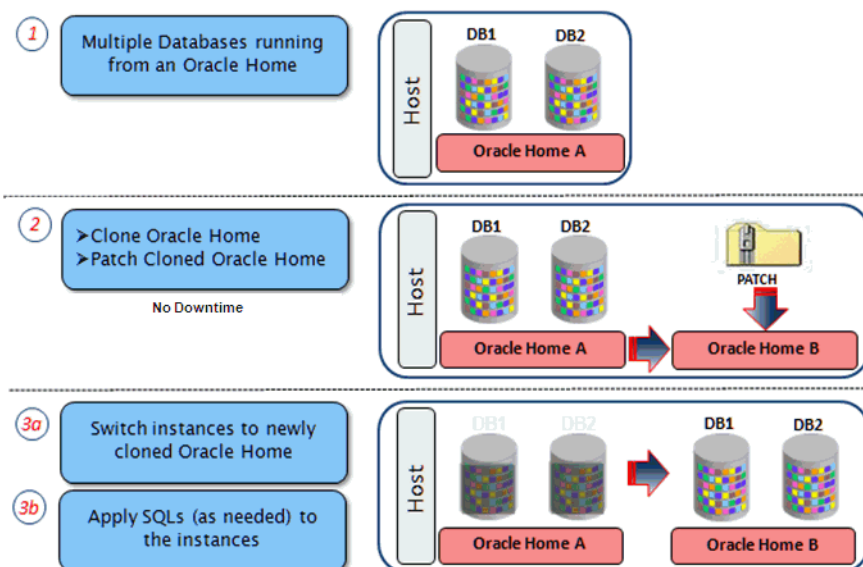 1
Multiple Databases running
from an Oracle Home
Host
DB1
DB2
Oracle Home A
2
➢Clone Oracle Home
➢Patch Cloned Oracle Home
No Downtime
Host
DB1
DB2
Oracle Home A
PATCH
Oracle Home B
3a
Switch instances to newly
cloned Oracle Home
3b
Apply SQLs (as needed) to
the instances
Host
DB1
DB2
Oracle Home A
DB1
DB2
Oracle Home B